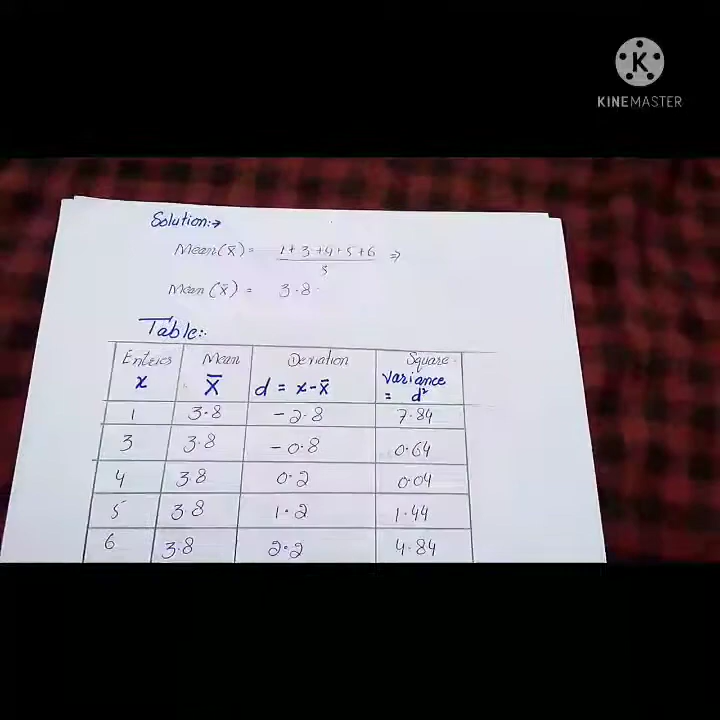 KINEMASTER
Solution:→
Mean(x̄) = 1+3+4+5+6 ⇒
5
Mean (x̄) = 3.8
Table:-
Entries Mean Deviation Square
x X̄ d = x-x̄ Variance
= d²
1 3.8 -2.8 7.84
3 3.8 -0.8 0.64
4 3.8 0.2 0.04
5 3.8 1.2 1.44
6 3.8 2.2 4.84